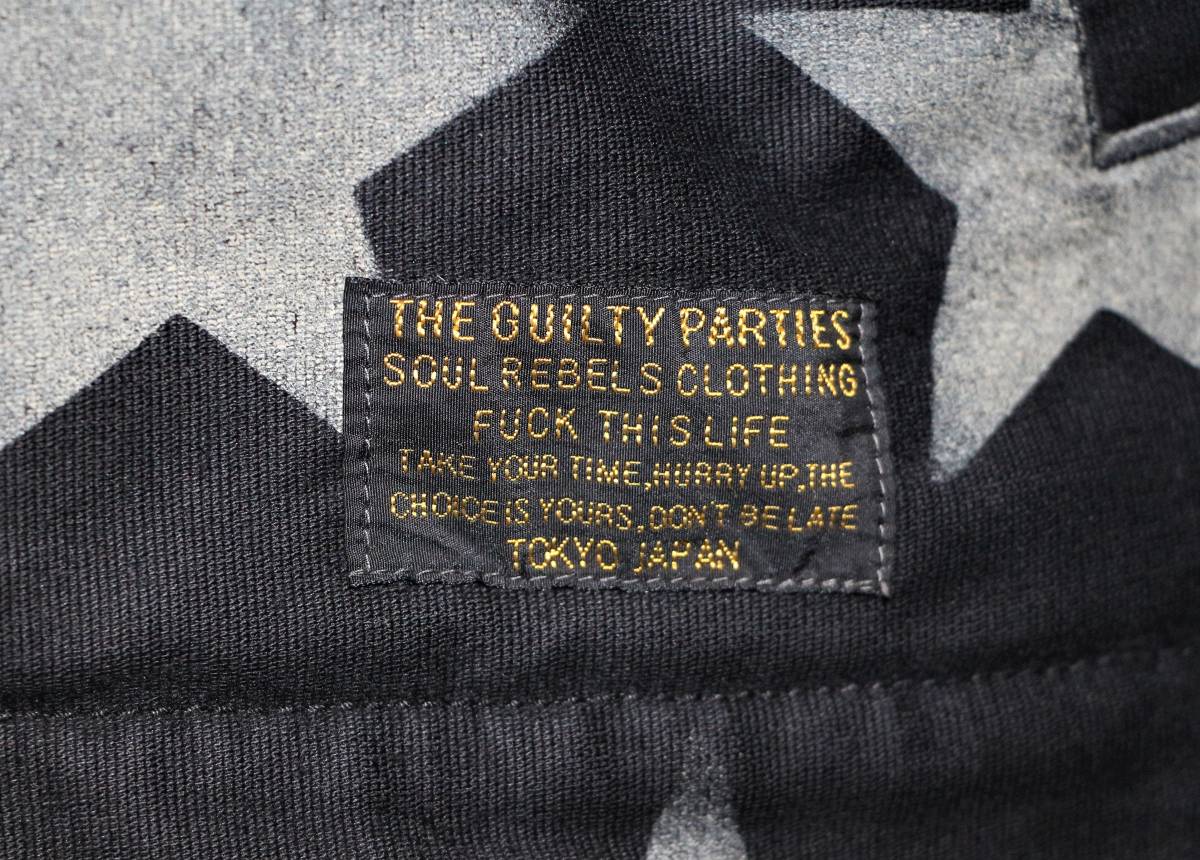 THE GUILTY PARTIES
SOUL REBELS CLOTHING
FUCK THIS LIFE
TAKE YOUR TIME,HURRY UP,THE
CHOICE IS YOURS,DON'T BE LATE
TOKYO JAPAN